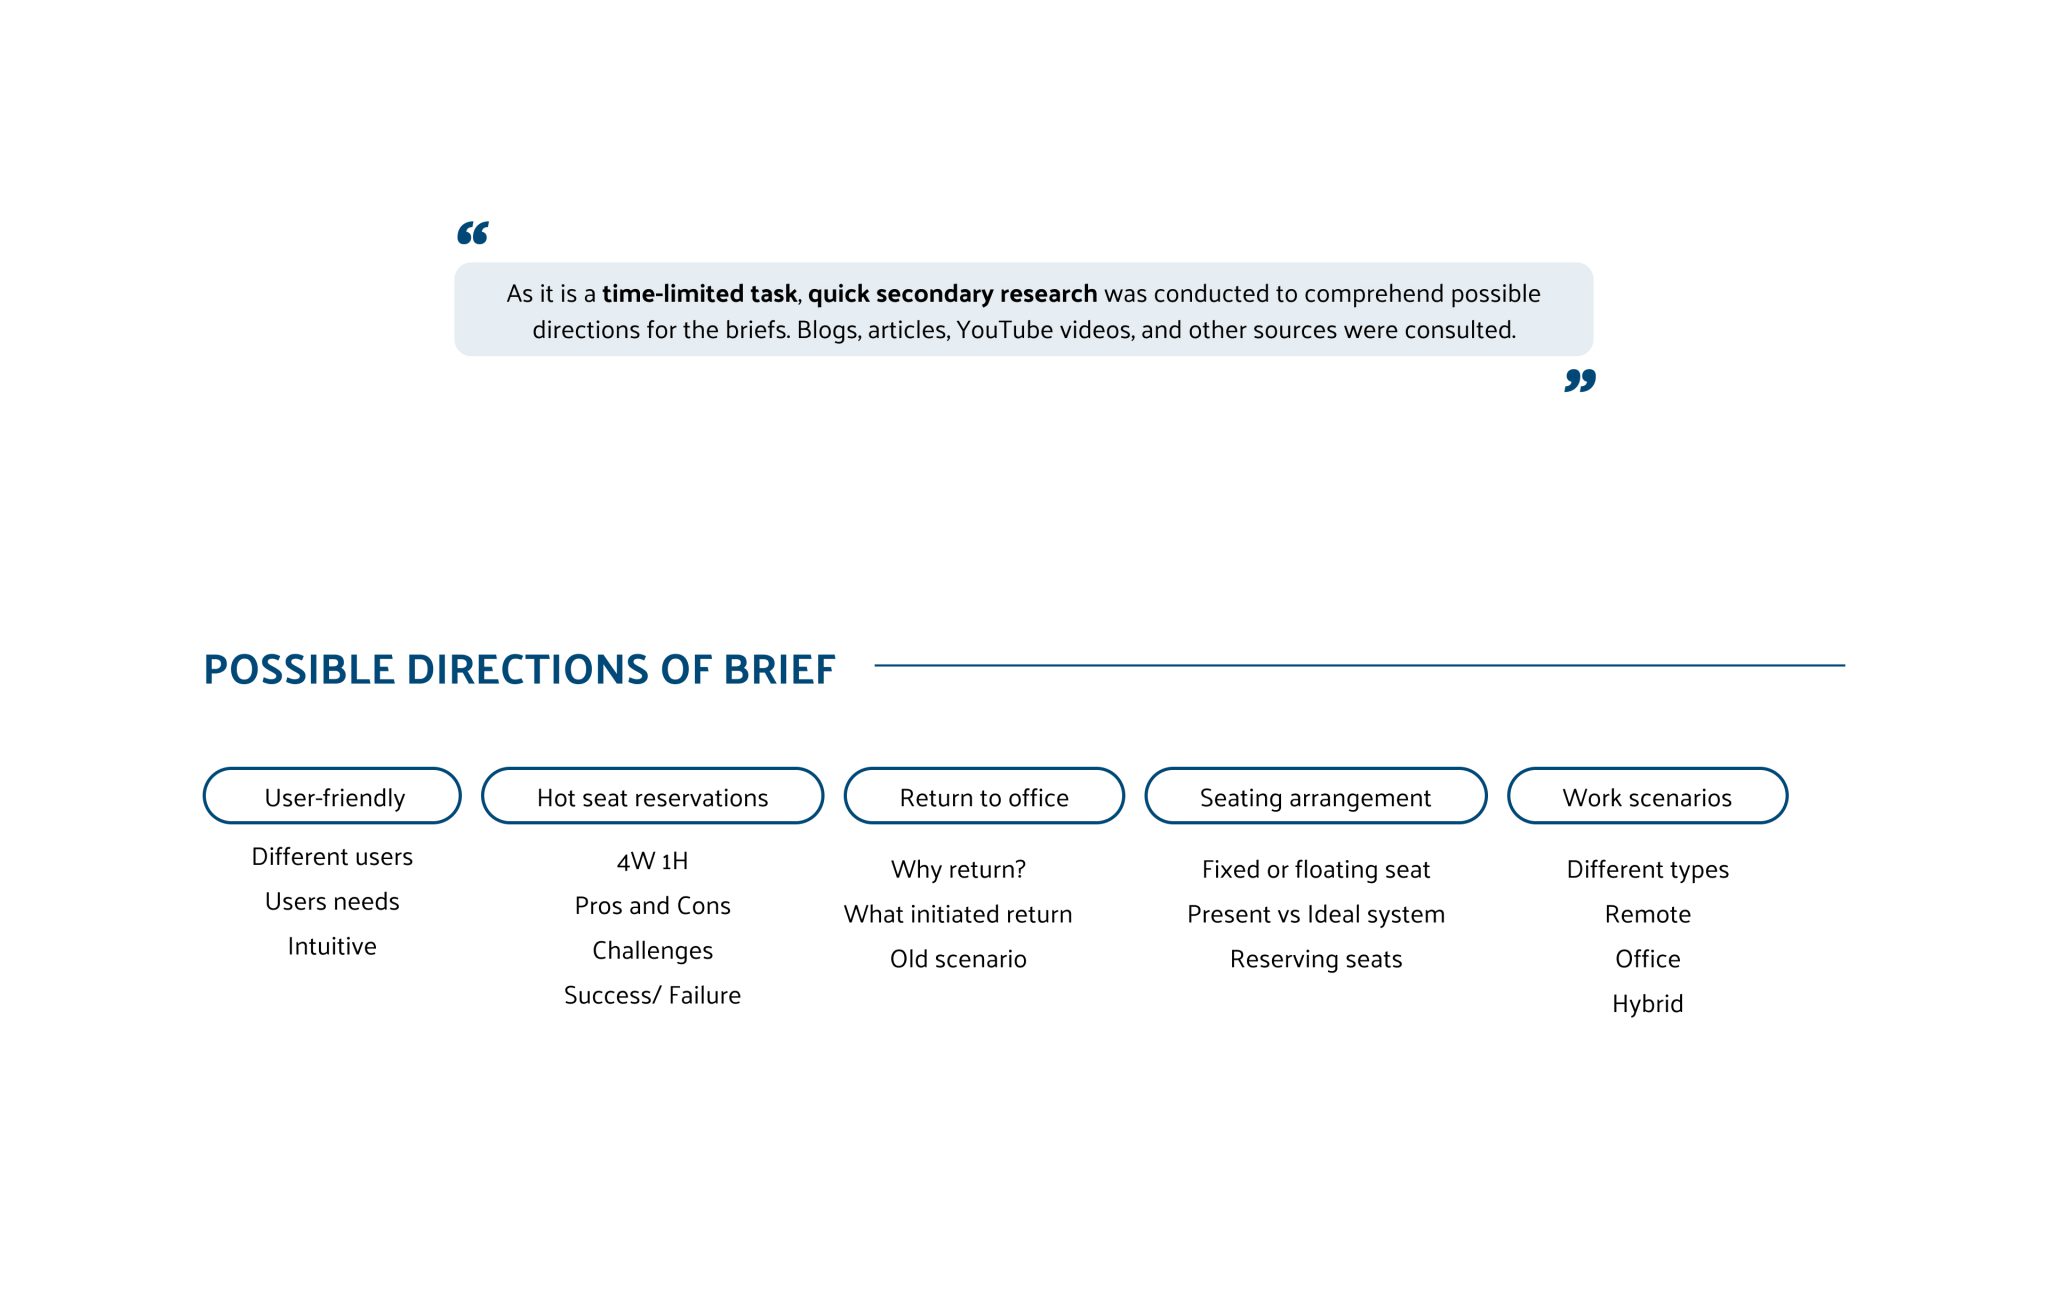 “
As it is a time-limited task, quick secondary research was conducted to comprehend possible
directions for the briefs. Blogs, articles, YouTube videos, and other sources were consulted.
”
POSSIBLE DIRECTIONS OF BRIEF
User-friendly
Different users
Users needs
Intuitive
Hot seat reservations
4W 1H
Pros and Cons
Challenges
Success/ Failure
Return to office
Why return?
What initiated return
Old scenario
Seating arrangement
Fixed or floating seat
Present vs Ideal system
Reserving seats
Work scenarios
Different types
Remote
Office
Hybrid